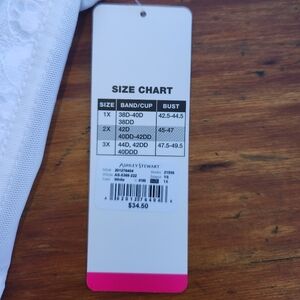 SIZE CHART
SIZE BAND/CUP BUST
1X 38D-40D 42.5-44.5
38DD
2X 42D 45-47
40DD-42DD
3X 44D, 42DD 47.5-49.5
40DDD
ASHLEY STEWART
$34.50